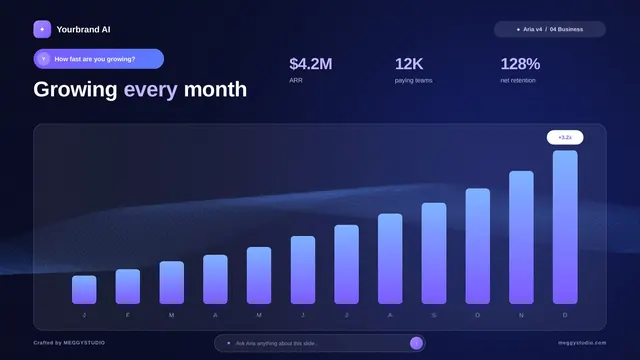 Yourbrand AI
Aria v4 / 04 Business
How fast are you growing?
Growing every month
$4.2M
ARR
12K
paying teams
128%
net retention
+3.2x
J F M A M J J A S O N D
Crafted by MEGGYSTUDIO
Ask Aria anything about this slide...
meggystudio.com